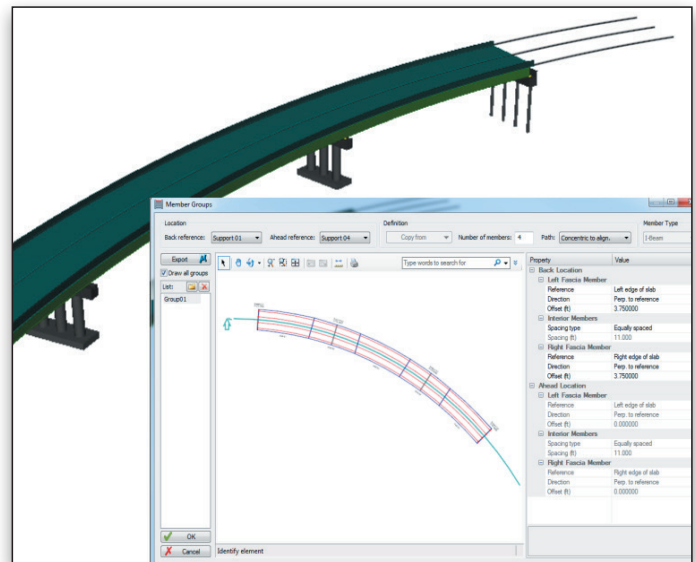 Member Groups
Location
Definition
Member Type
Back reference: Support 01
Ahead reference: Support 04
Copy from
Number of members: 4
Path: Concentric to align.
I-Beam
Export
Draw all groups
List:
Group01
Type words to search for
Property Value
Back Location
Left Fascia Member
Reference Left edge of slab
Direction Perp. to reference
Offset (ft) 3.750000
Interior Members
Spacing type Equally spaced
Spacing (ft) 11.000
Right Fascia Member
Reference Right edge of slab
Direction Perp. to reference
Offset (ft) 3.750000
Ahead Location
Left Fascia Member
Reference Left edge of slab
Direction Perp. to reference
Offset (ft) 0.000000
Interior Members
Spacing type Equally spaced
Spacing (ft) 11.000
Right Fascia Member
Reference Right edge of slab
Direction Perp. to reference
Offset (ft) 0.000000
OK
Cancel
Identify element